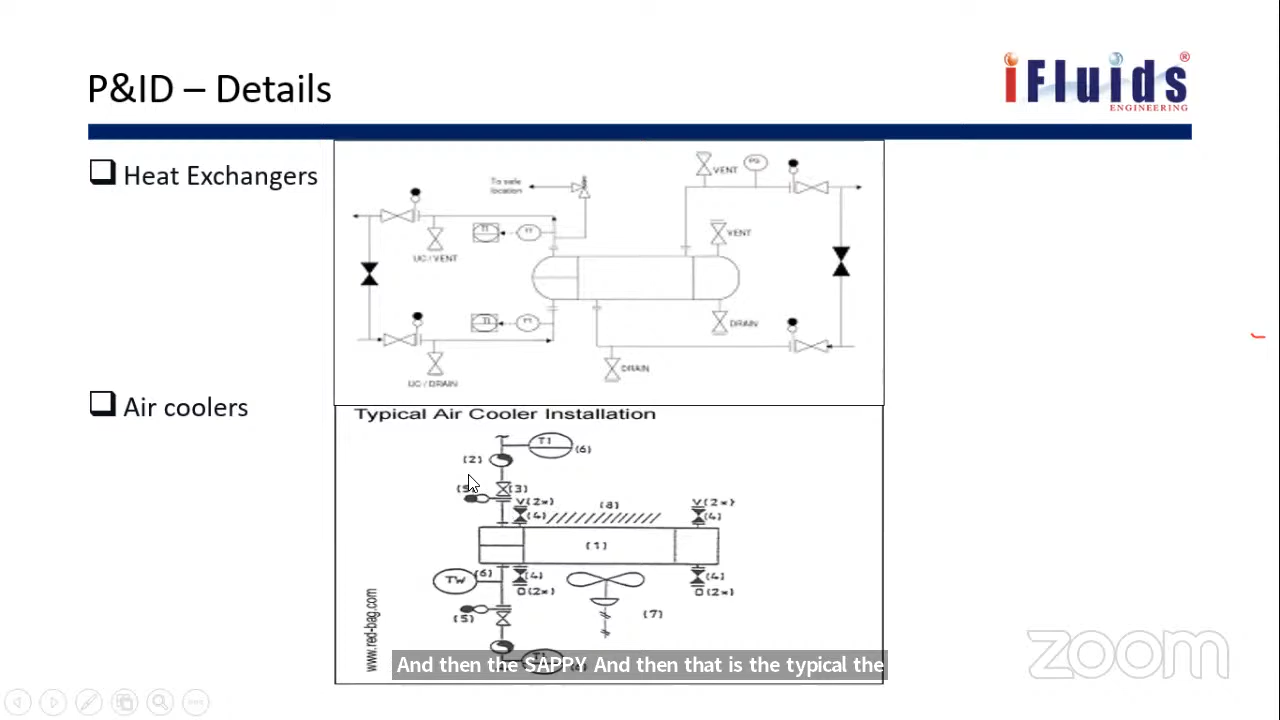 P&ID – Details
iFluids
®
ENGINEERING
Heat Exchangers
To safe
location
VENT
PG
TI
TT
VENT
UC / VENT
TI
DRAIN
DRAIN
UC / DRAIN
Air coolers
Typical Air Cooler Installation
TI
(6)
(2)
(3)
V(2x)
(8)
V(2x)
(4)
(4)
(1)
TW
(6)
(4)
(4)
D(2x)
D(2x)
(5)
(7)
www.red-bag.com
And then the SAPPY And then that is the typical the
zoom